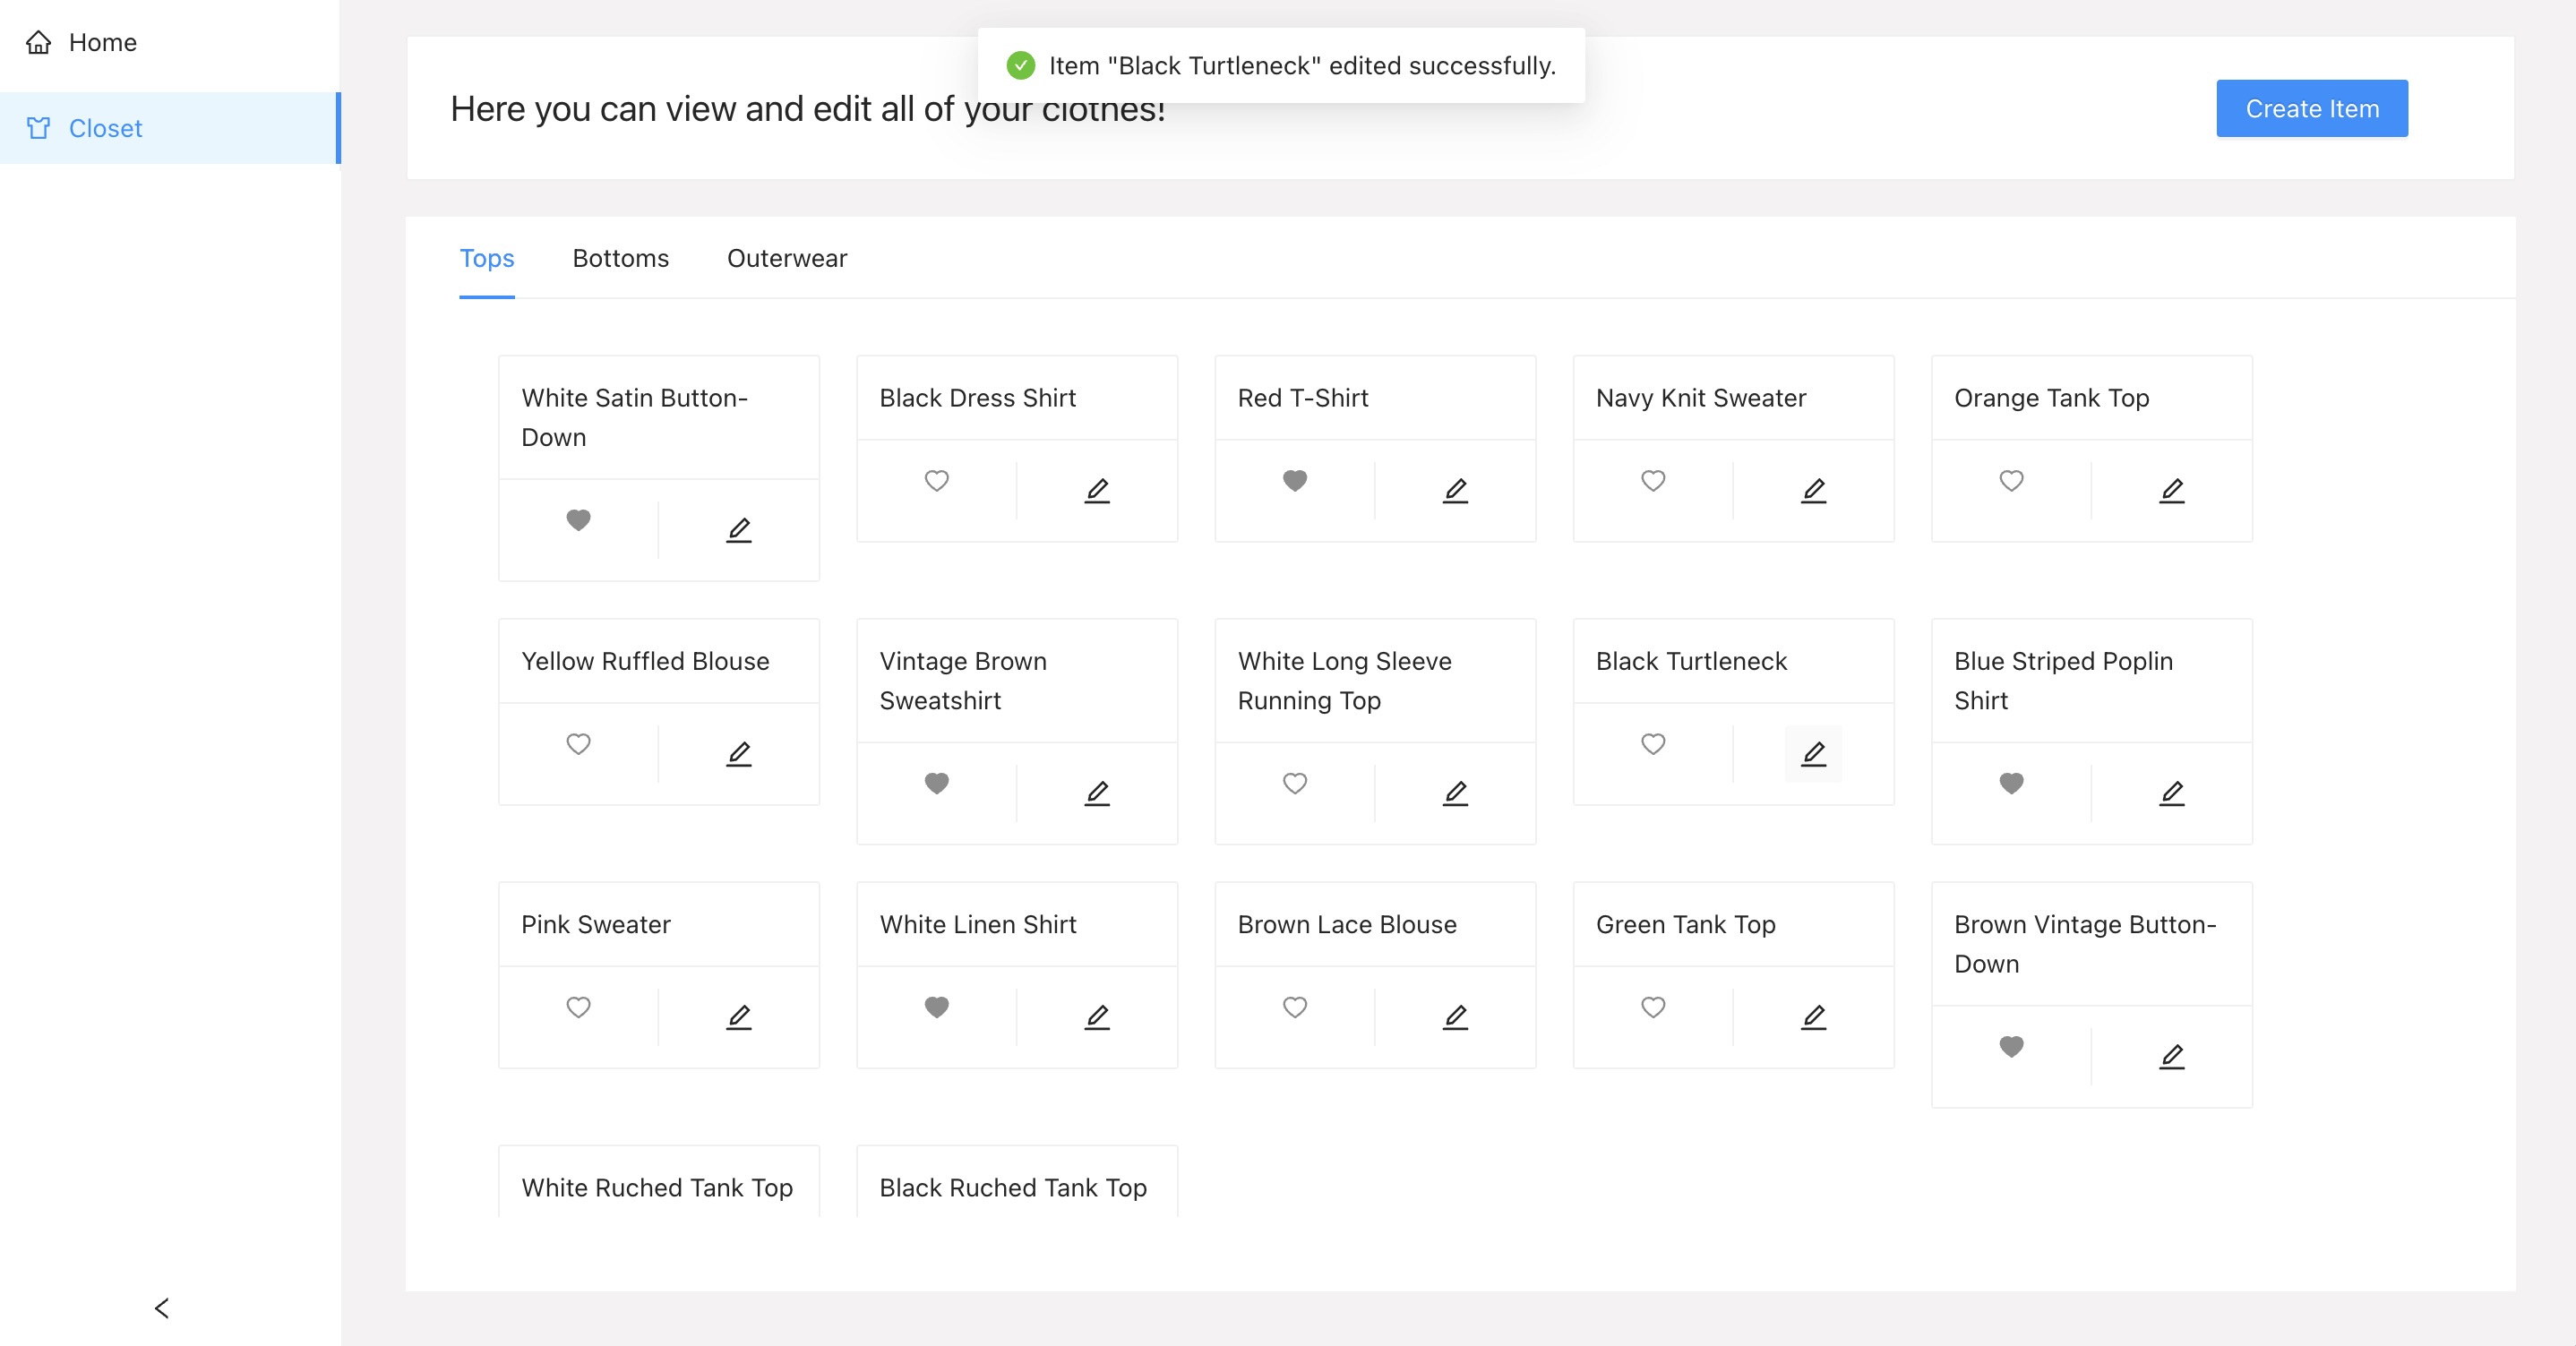 Home
Closet
Item "Black Turtleneck" edited successfully.
Here you can view and edit all of your clothes!
Create Item
Tops
Bottoms
Outerwear
White Satin Button-
Down
Black Dress Shirt
Red T-Shirt
Navy Knit Sweater
Orange Tank Top
Yellow Ruffled Blouse
Vintage Brown
Sweatshirt
White Long Sleeve
Running Top
Black Turtleneck
Blue Striped Poplin
Shirt
Pink Sweater
White Linen Shirt
Brown Lace Blouse
Green Tank Top
Brown Vintage Button-
Down
White Ruched Tank Top
Black Ruched Tank Top